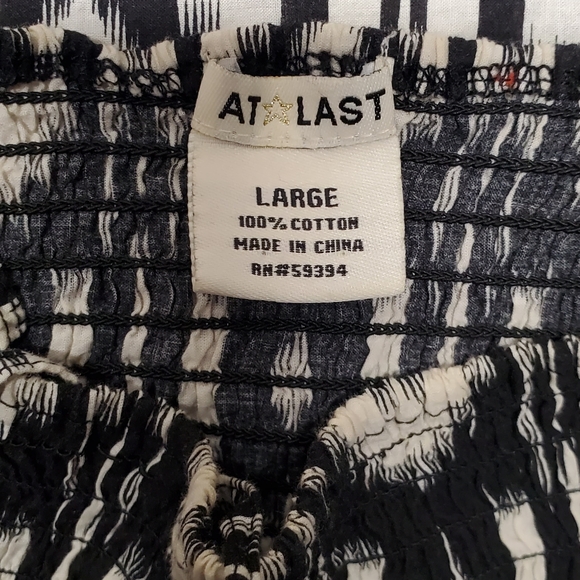 AT LAST
LARGE
100% COTTON
MADE IN CHINA
RN#59394